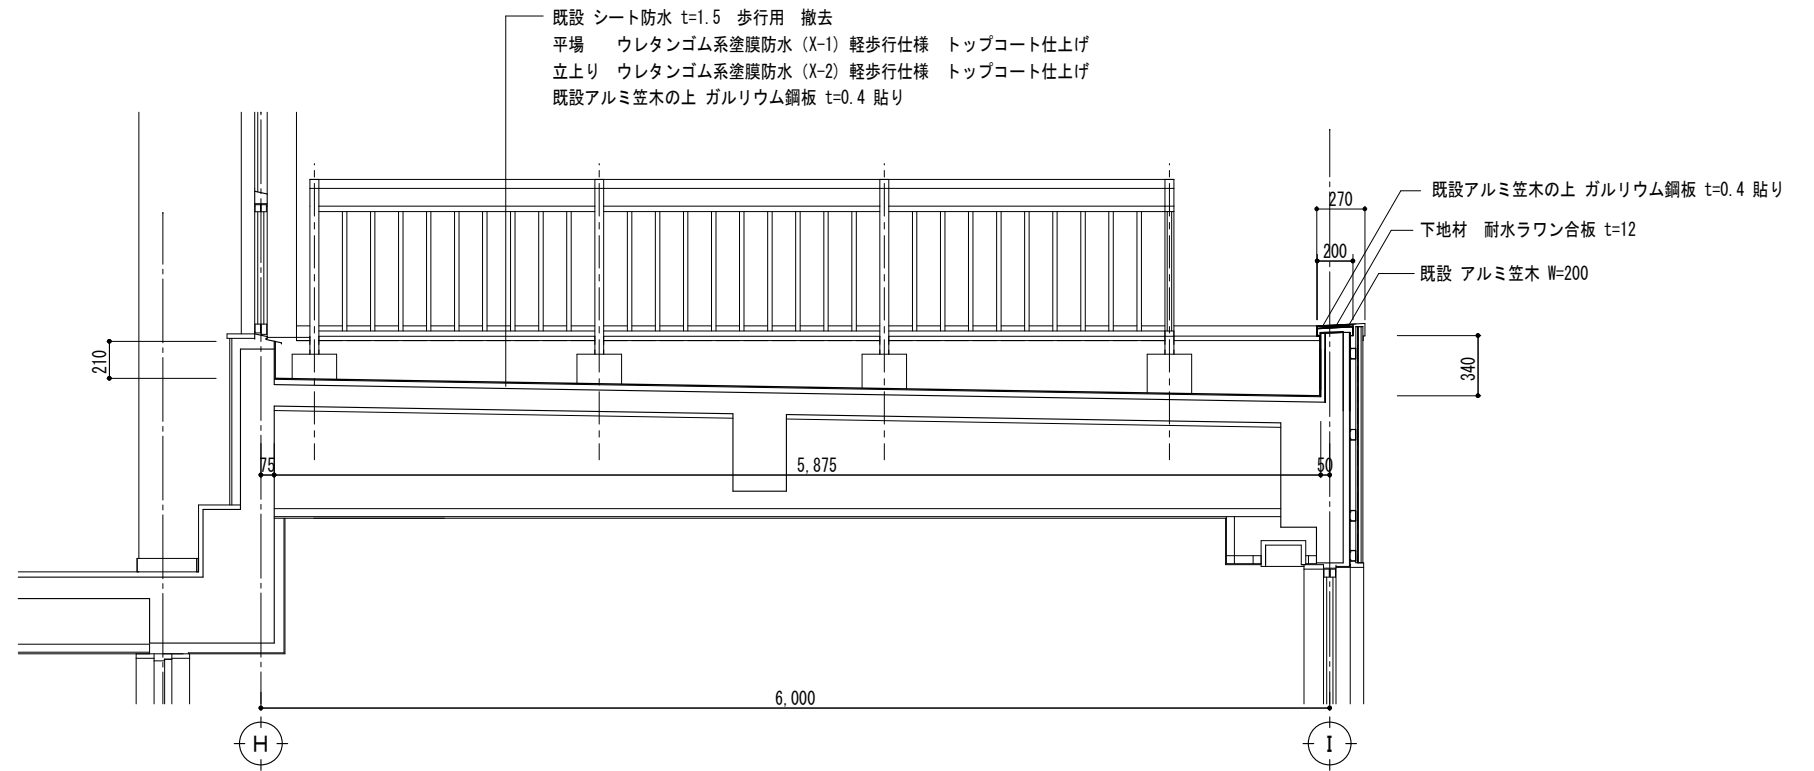 既設 シート防水 t=1.5　歩行用　撤去
平場　　ウレタンゴム系塗膜防水（X-1）軽歩行仕様　トップコート仕上げ
立上り　ウレタンゴム系塗膜防水（X-2）軽歩行仕様　トップコート仕上げ
既設アルミ笠木の上 ガルリウム鋼板 t=0.4 貼り
既設アルミ笠木の上 ガルリウム鋼板 t=0.4 貼り
270
下地材　耐水ラワン合板 t=12
200
既設 アルミ笠木 W=200
210
340
75
5,875
50
6,000
H
I